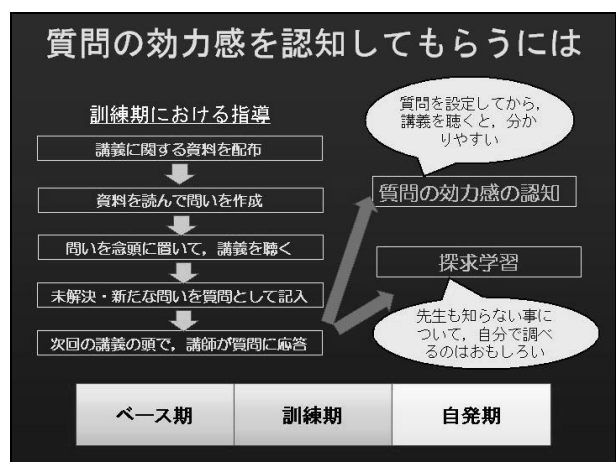 質問の効力感を認知してもらうには
訓練期における指導
講義に関する資料を配布
資料を読んで問いを作成
問いを念頭に置いて，講義を聴く
未解決・新たな問いを質問として記入
次回の講義の頭で，講師が質問に応答
質問を設定してから，
講義を聴くと，分か
りやすい
質問の効力感の認知
探求学習
先生も知らない事に
ついて，自分で調べ
るのはおもしろい
ベース期
訓練期
自発期